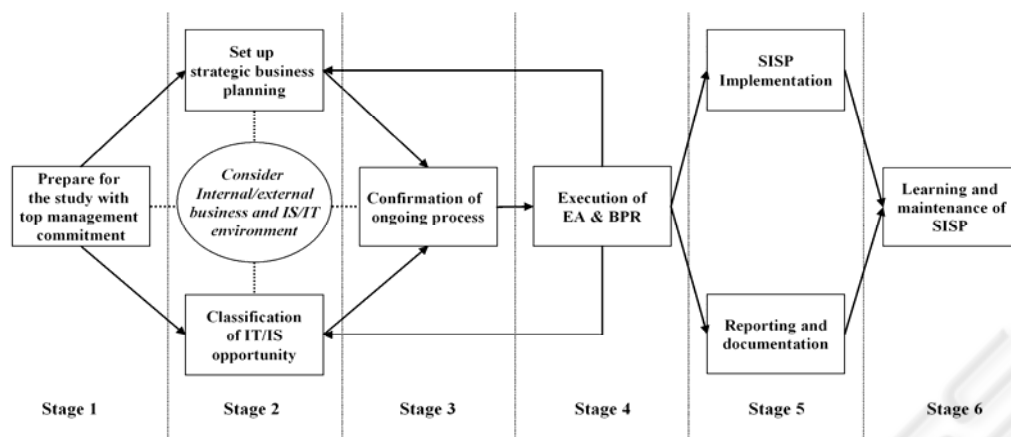 Set up
strategic business
planning
SISP
Implementation
Prepare for
the study with
top management
commitment
Consider
Internal/external
business and IS/IT
environment
Confirmation of
ongoing process
Execution of
EA & BPR
Learning and
maintenance of
SISP
Classification
of IT/IS
opportunity
Reporting and
documentation
Stage 1
Stage 2
Stage 3
Stage 4
Stage 5
Stage 6